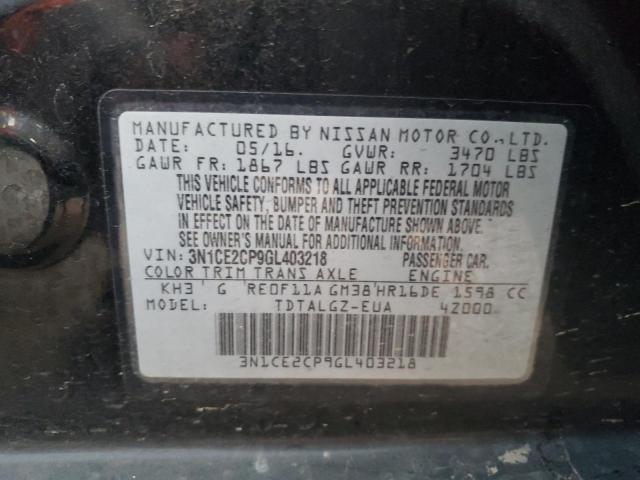 MANUFACTURED BY NISSAN MOTOR CO.,LTD.
DATE: 05/16. GVWR: 3470 LBS
GAWR FR: 1867 LBS GAWR RR: 1704 LBS
THIS VEHICLE CONFORMS TO ALL APPLICABLE FEDERAL MOTOR
VEHICLE SAFETY, BUMPER AND THEFT PREVENTION STANDARDS
IN EFFECT ON THE DATE OF MANUFACTURE SHOWN ABOVE.
SEE OWNER'S MANUAL FOR ADDITIONAL INFORMATION.
VIN: 3N1CE2CP9GL403218 PASSENGER CAR.
COLOR TRIM TRANS AXLE ENGINE
KH3 G RE0F11A GM38 HR16DE 1598 CC
MODEL: TDTALGZ-EUA 42000
3N1CE2CP9GL403218